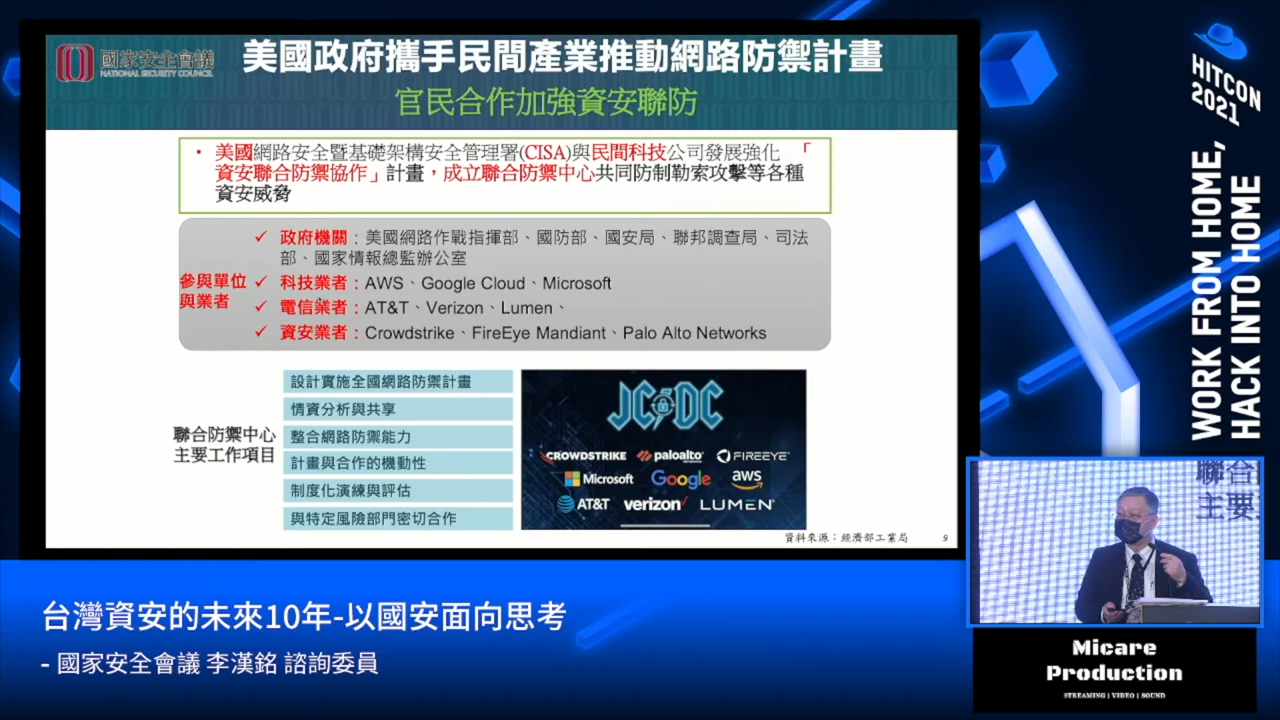 國家安全會議
NATIONAL SECURITY COUNCIL
美國政府攜手民間產業推動網路防禦計畫
官民合作加強資安聯防
• 美國網路安全暨基礎架構安全管理署(CISA)與民間科技公司發展強化「
資安聯合防禦協作」計畫，成立聯合防禦中心共同防制勒索攻擊等各種
資安威脅
參與單位
與業者
✓ 政府機關：美國網路作戰指揮部、國防部、國安局、聯邦調查局、司法
部、國家情報總監辦公室
✓ 科技業者：AWS、Google Cloud、Microsoft
✓ 電信業者：AT&T、Verizon、Lumen、
✓ 資安業者：Crowdstrike、FireEye Mandiant、Palo Alto Networks
聯合防禦中心
主要工作項目
設計實施全國網路防禦計畫
情資分析與共享
整合網路防禦能力
計畫與合作的機動性
制度化演練與評估
與特定風險部門密切合作
JCDC
CROWDSTRIKE paloalto FIREEYE
Microsoft Google aws
AT&T verizon LUMEN
資料來源：經濟部工業局
9
HITCON
2021
WORK FROM HOME,
HACK INTO HOME
聯合
主要
台灣資安的未來10年-以國安面向思考
- 國家安全會議 李漢銘 諮詢委員
Micare
Production
STREAMING | VIDEO | SOUND